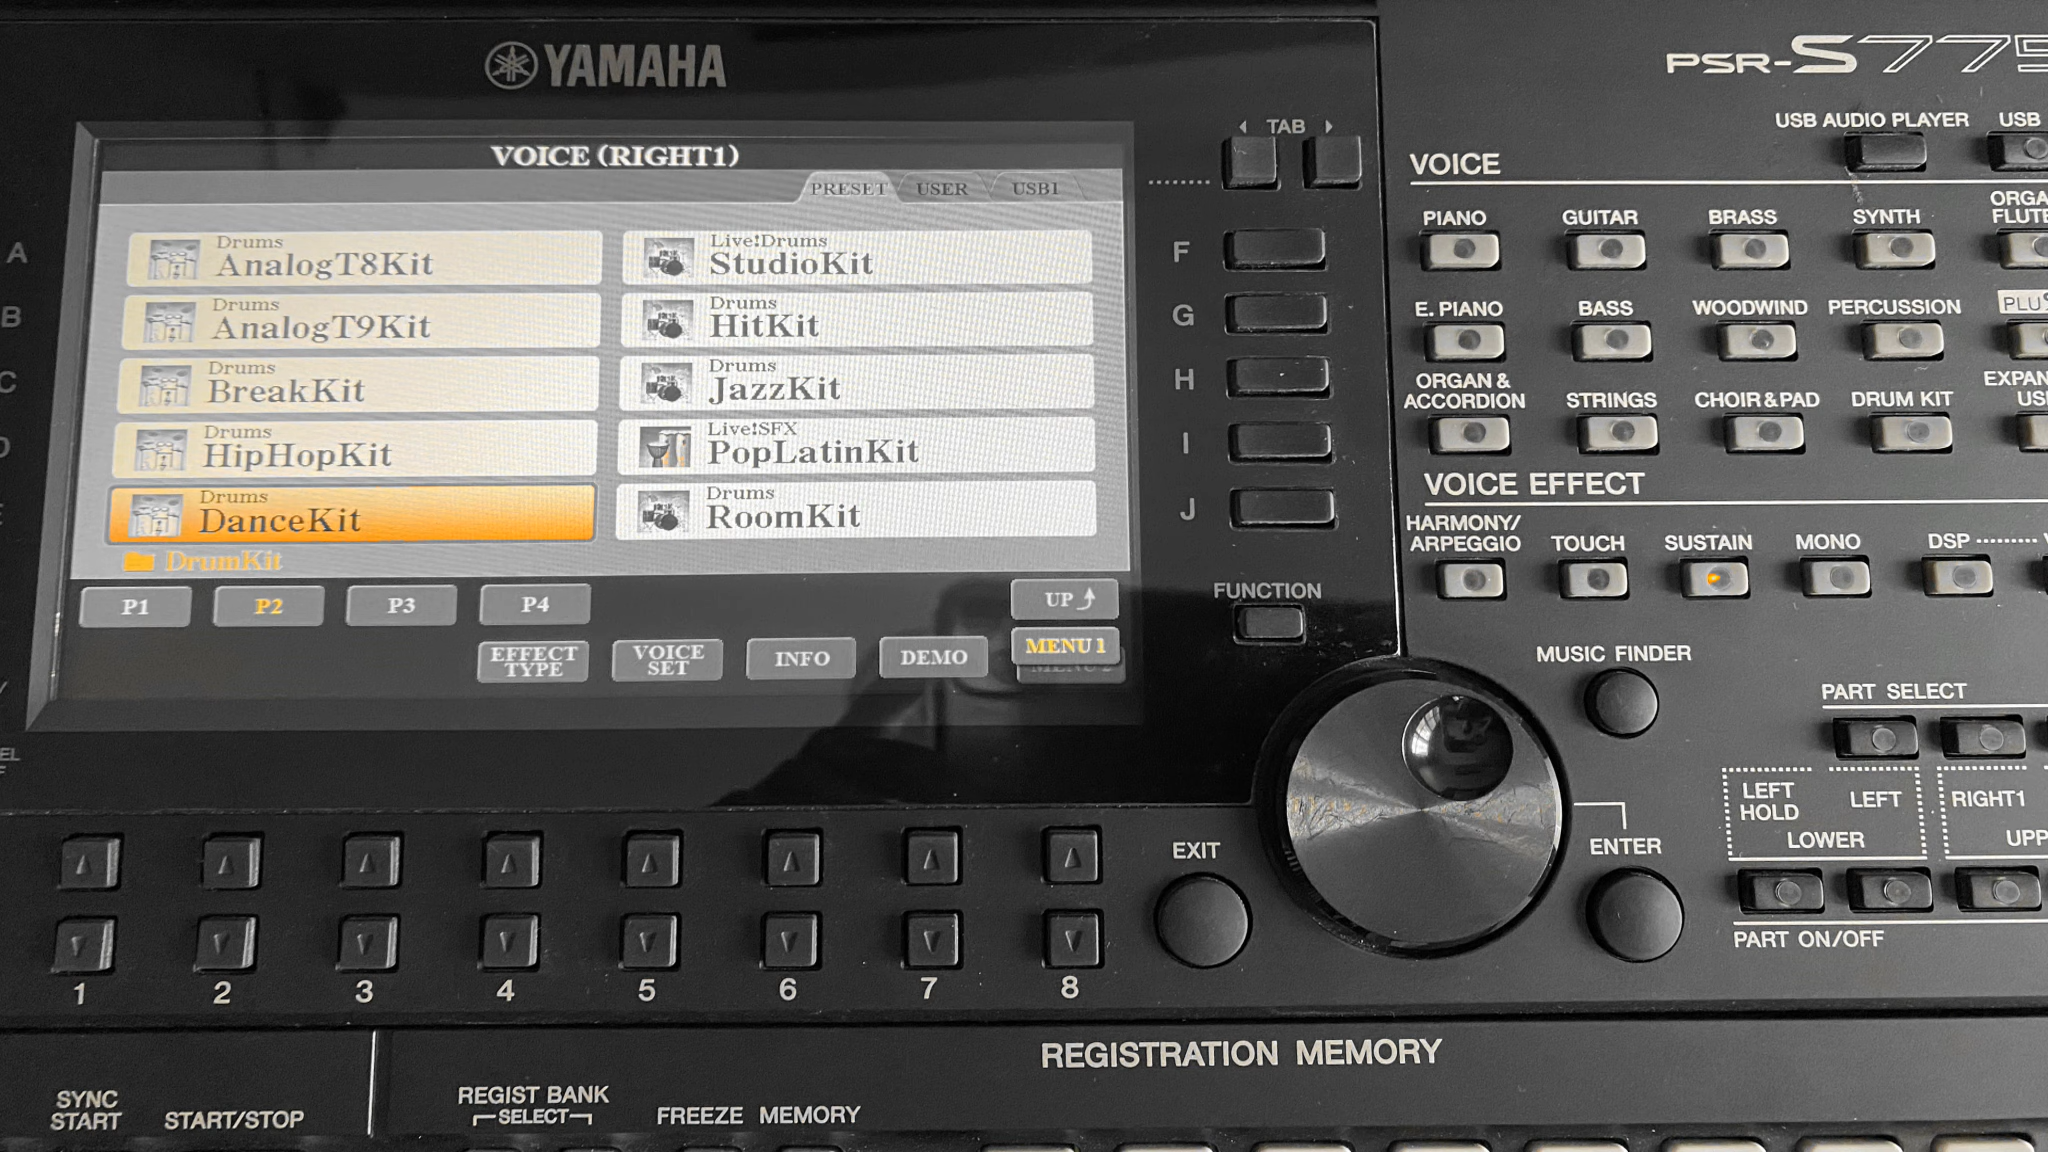 YAMAHA
PSR-S775
VOICE (RIGHT1)
PRESET USER USB1
Drums
AnalogT8Kit
Drums
AnalogT9Kit
Drums
BreakKit
Drums
HipHopKit
Drums
DanceKit
Live!Drums
StudioKit
Drums
HitKit
Drums
JazzKit
Live!SFX
PopLatinKit
Drums
RoomKit
DrumKit
P1 P2 P3 P4 UP
EFFECT
TYPE
VOICE
SET
INFO
DEMO
MENU 1
MENU 2
A
B
C
TAB
F
G
H
I
J
FUNCTION
USB AUDIO PLAYER USB
VOICE
PIANO GUITAR BRASS SYNTH
E. PIANO BASS WOODWIND PERCUSSION
ORGAN &
ACCORDION STRINGS CHOIR & PAD DRUM KIT
VOICE EFFECT
HARMONY/
ARPEGGIO TOUCH SUSTAIN MONO DSP
MUSIC FINDER
PART SELECT
LEFT
HOLD LEFT RIGHT1
LOWER
PART ON/OFF
EXIT
ENTER
1 2 3 4 5 6 7 8
REGISTRATION MEMORY
SYNC
START
START/STOP
REGIST BANK
SELECT
FREEZE MEMORY